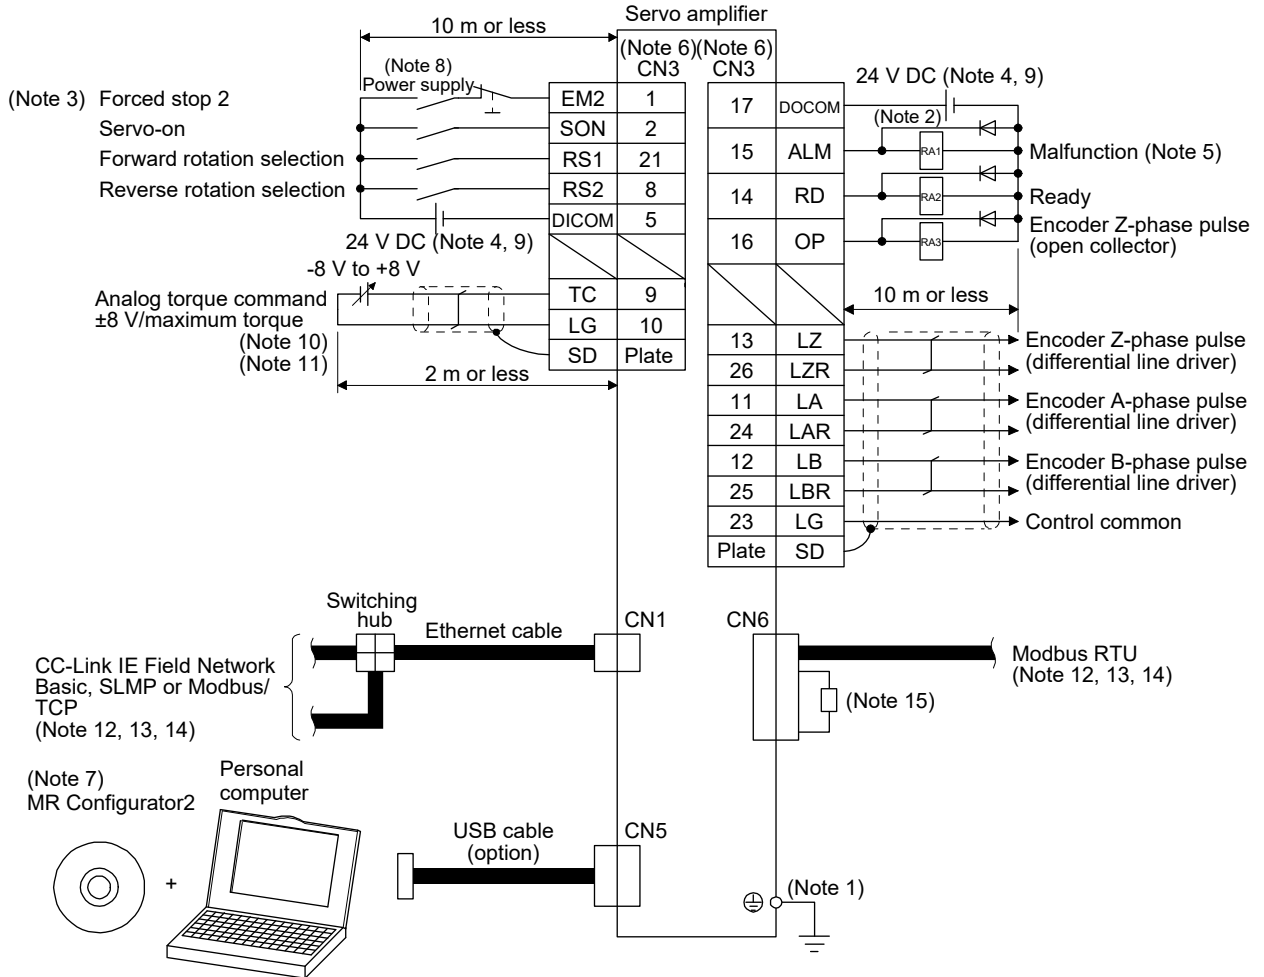 Servo amplifier
10 m or less
(Note 6)
CN3
(Note 6)
CN3
(Note 8)
Power supply
24 V DC (Note 4, 9)
(Note 3) Forced stop 2
EM2 1
Servo-on
SON 2
Forward rotation selection
RS1 21
Reverse rotation selection
RS2 8
DICOM 5
24 V DC (Note 4, 9)
-8 V to +8 V
Analog torque command
±8 V/maximum torque
(Note 10)
(Note 11)
TC 9
LG 10
SD Plate
2 m or less
17 DOCOM
(Note 2)
15 ALM
RA1
Malfunction (Note 5)
14 RD
RA2
Ready
16 OP
RA3
Encoder Z-phase pulse
(open collector)
10 m or less
13 LZ
26 LZR
Encoder Z-phase pulse
(differential line driver)
11 LA
24 LAR
Encoder A-phase pulse
(differential line driver)
12 LB
25 LBR
Encoder B-phase pulse
(differential line driver)
23 LG
Control common
Plate SD
Switching
hub
Ethernet cable
CN1
CC-Link IE Field Network
Basic, SLMP or Modbus/
TCP
(Note 12, 13, 14)
CN6
Modbus RTU
(Note 12, 13, 14)
(Note 15)
(Note 7)
MR Configurator2
Personal
computer
+
USB cable
(option)
CN5
(Note 1)